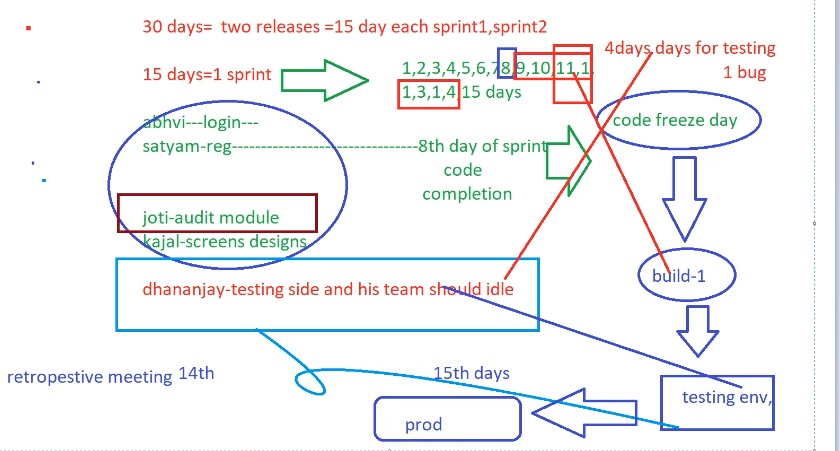 30 days=  two releases =15 day each sprint1,sprint2
4days,days for testing
1 bug
15 days=1 sprint
1,2,3,4,5,6,7,8,9,10,11,1,
1,3,1,4,15 days
abhvi---login---
code freeze day
satyam-reg-------------------------------8th day of sprint
code
completion
joti-audit module
kajal-screens designs
build-1
dhananjay-testing side and his team should idle
retropestive meeting 14th
15th days
testing env,
prod